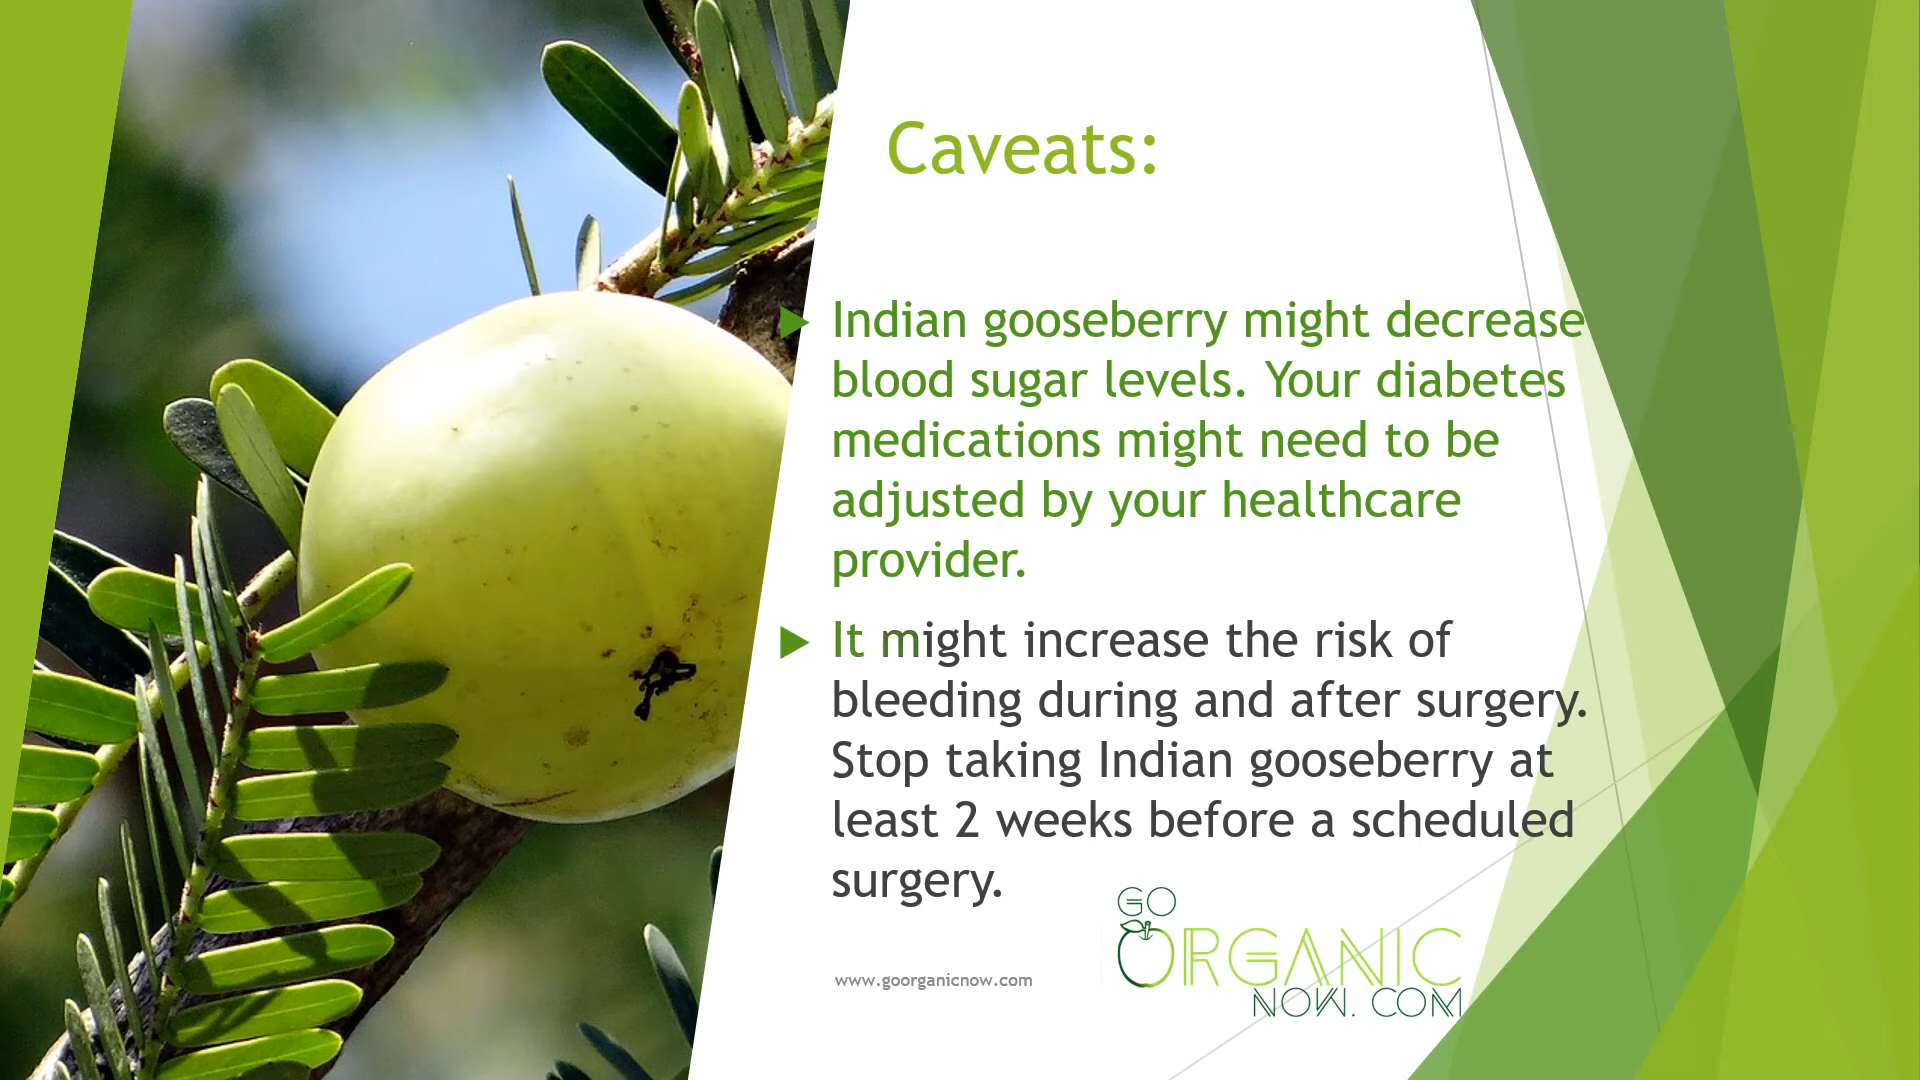 Caveats:
Indian gooseberry might decrease
blood sugar levels. Your diabetes
medications might need to be
adjusted by your healthcare
provider.
It might increase the risk of
bleeding during and after surgery.
Stop taking Indian gooseberry at
least 2 weeks before a scheduled
surgery.
www.goorganicnow.com
GO
ORGANIC
NOW. COM